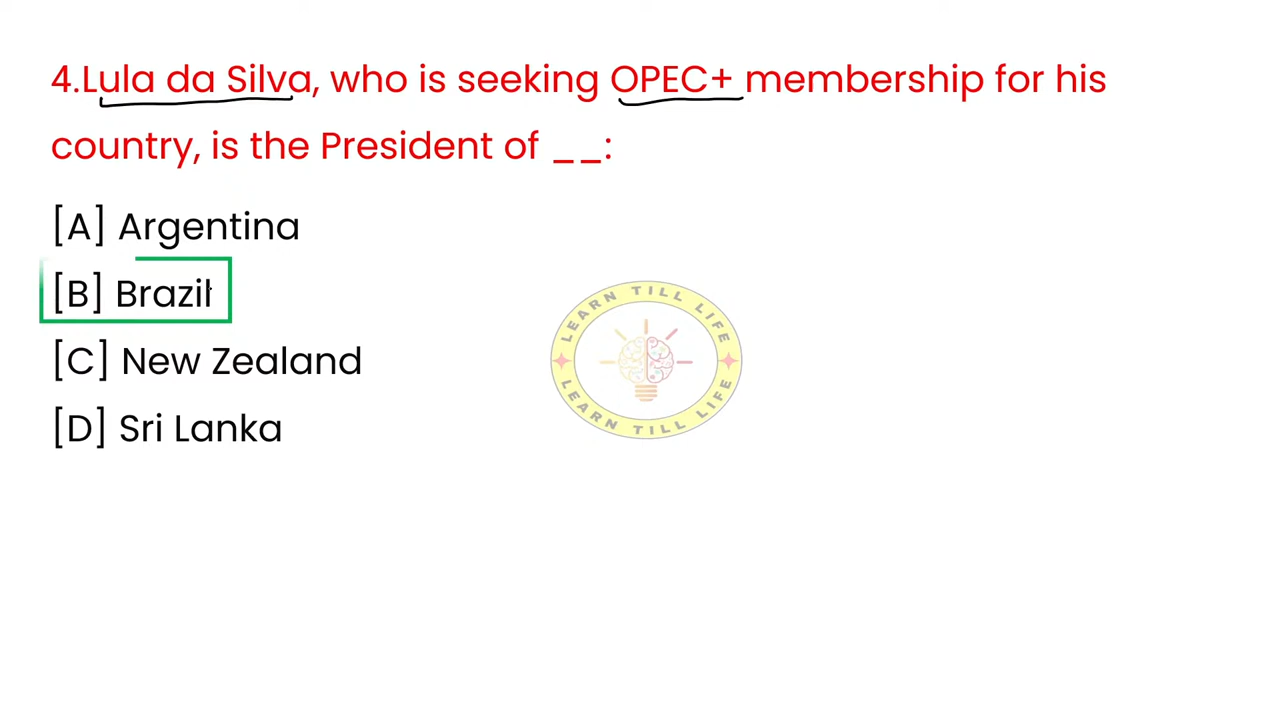 4.Lula da Silva, who is seeking OPEC+ membership for his
country, is the President of __:
[A] Argentina
[B] Brazil
[C] New Zealand
[D] Sri Lanka
LEARN TILL LIFE
LEARN TILL LIFE